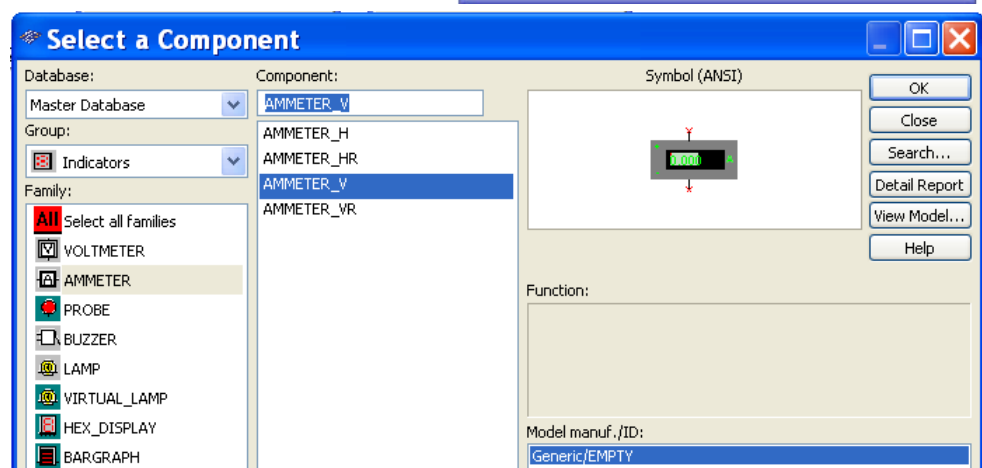 Select a Component
Database:
Master Database
Group:
Indicators
Family:
All Select all families
VOLTMETER
A AMMETER
PROBE
BUZZER
LAMP
VIRTUAL_LAMP
HEX_DISPLAY
BARGRAPH
Component:
AMMETER_V
AMMETER_H
AMMETER_HR
AMMETER_V
AMMETER_VR
Symbol (ANSI)
0.000 A
Function:
Model manuf./ID:
Generic/EMPTY
OK
Close
Search...
Detail Report
View Model...
Help